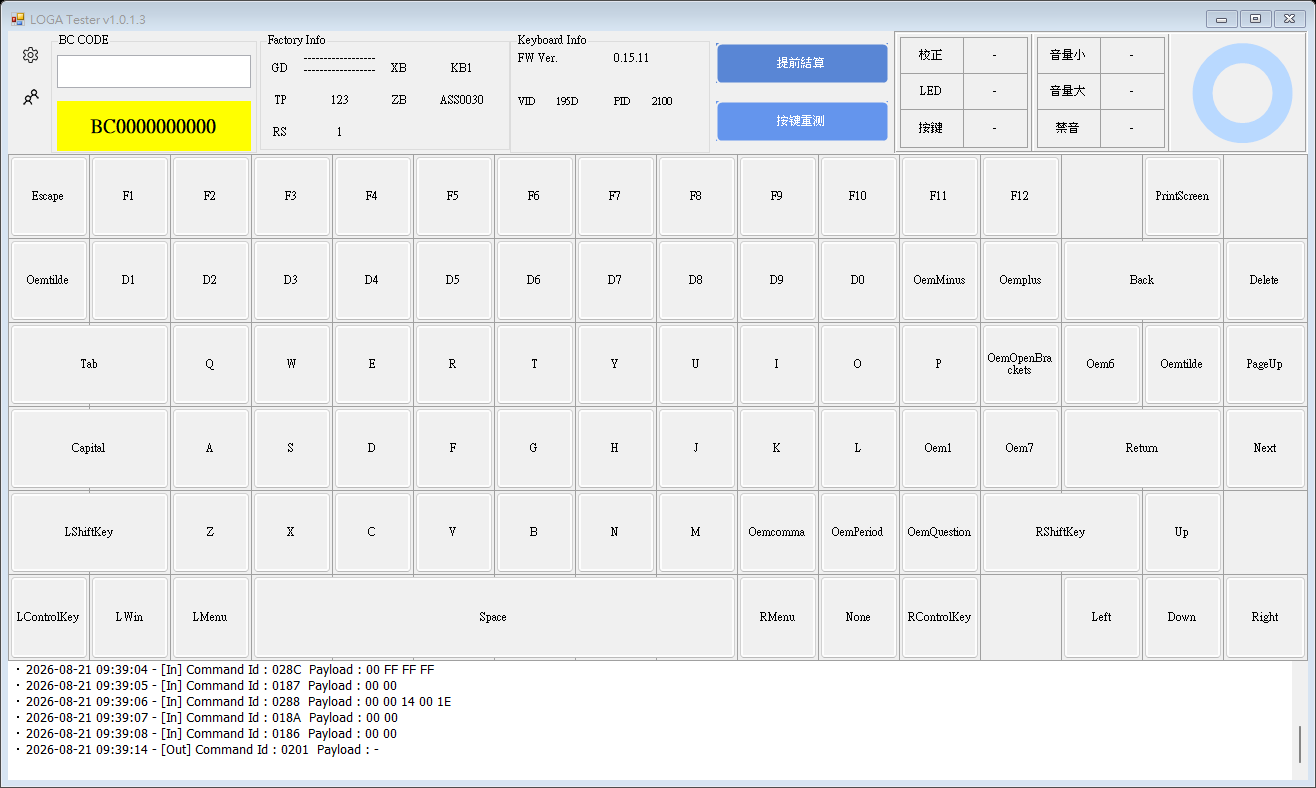 LOGA Tester v1.0.1.3
BC CODE
BC0000000000
Factory Info
GD ------------------ XB KB1
------------------
TP 123 ZB ASS0030
RS 1
Keyboard Info
FW Ver. 0.15.11
VID 195D PID 2100
提前結算
按键重测
校正 -
LED -
按鍵 -
音量小 -
音量大 -
禁音 -
Escape F1 F2 F3 F4 F5 F6 F7 F8 F9 F10 F11 F12 PrintScreen
Oemtilde D1 D2 D3 D4 D5 D6 D7 D8 D9 D0 OemMinus Oemplus Back Delete
Tab Q W E R T Y U I O P OemOpenBra
ckets Oem6 Oemtilde PageUp
Capital A S D F G H J K L Oem1 Oem7 Return Next
LShiftKey Z X C V B N M Oemcomma OemPeriod OemQuestion RShiftKey Up
LControlKey LWin LMenu Space RMenu None RControlKey Left Down Right
· 2026-08-21 09:39:04 - [In] Command Id : 028C Payload : 00 FF FF FF
· 2026-08-21 09:39:05 - [In] Command Id : 0187 Payload : 00 00
· 2026-08-21 09:39:06 - [In] Command Id : 0288 Payload : 00 00 14 00 1E
· 2026-08-21 09:39:07 - [In] Command Id : 018A Payload : 00 00
· 2026-08-21 09:39:08 - [In] Command Id : 0186 Payload : 00 00
· 2026-08-21 09:39:14 - [Out] Command Id : 0201 Payload : -